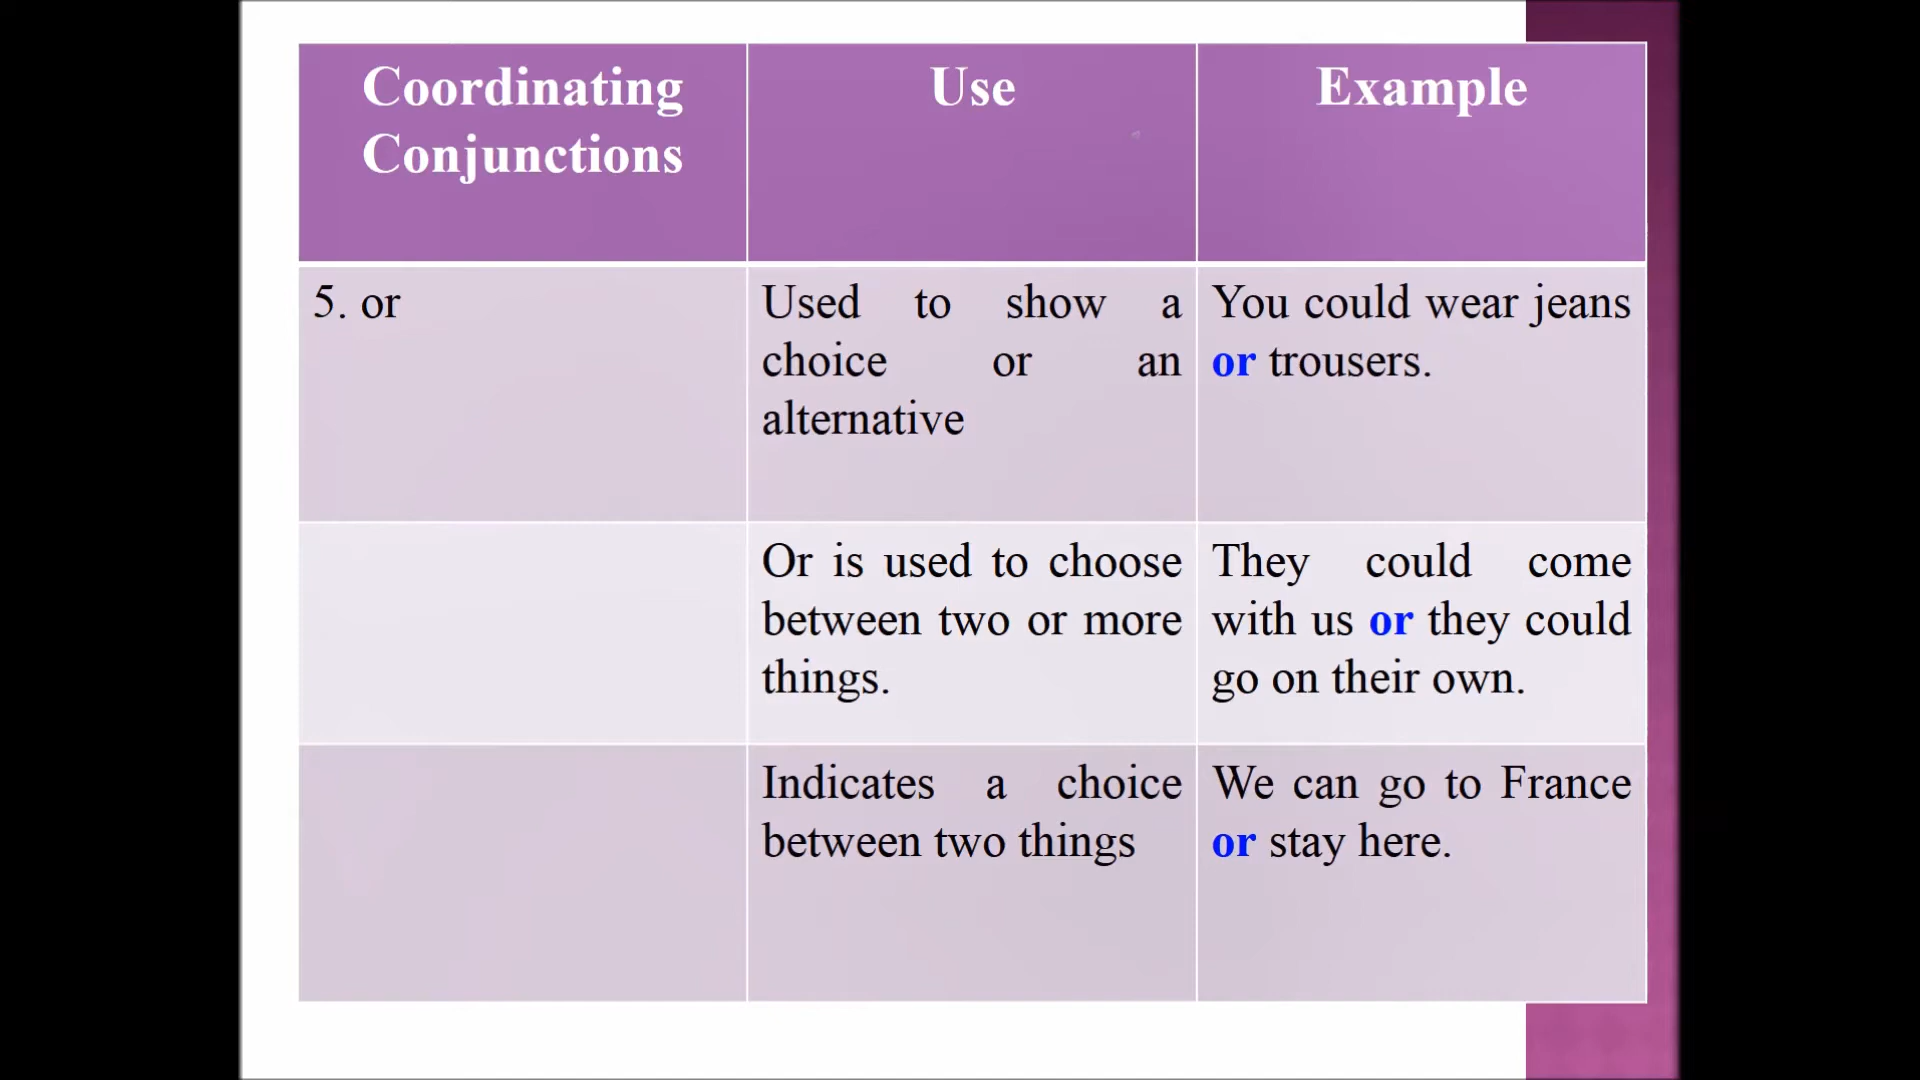 Coordinating
Conjunctions
Use
Example
5. or
Used to show a
choice or an
alternative
You could wear jeans
or trousers.
Or is used to choose
between two or more
things.
They could come
with us or they could
go on their own.
Indicates a choice
between two things
We can go to France
or stay here.